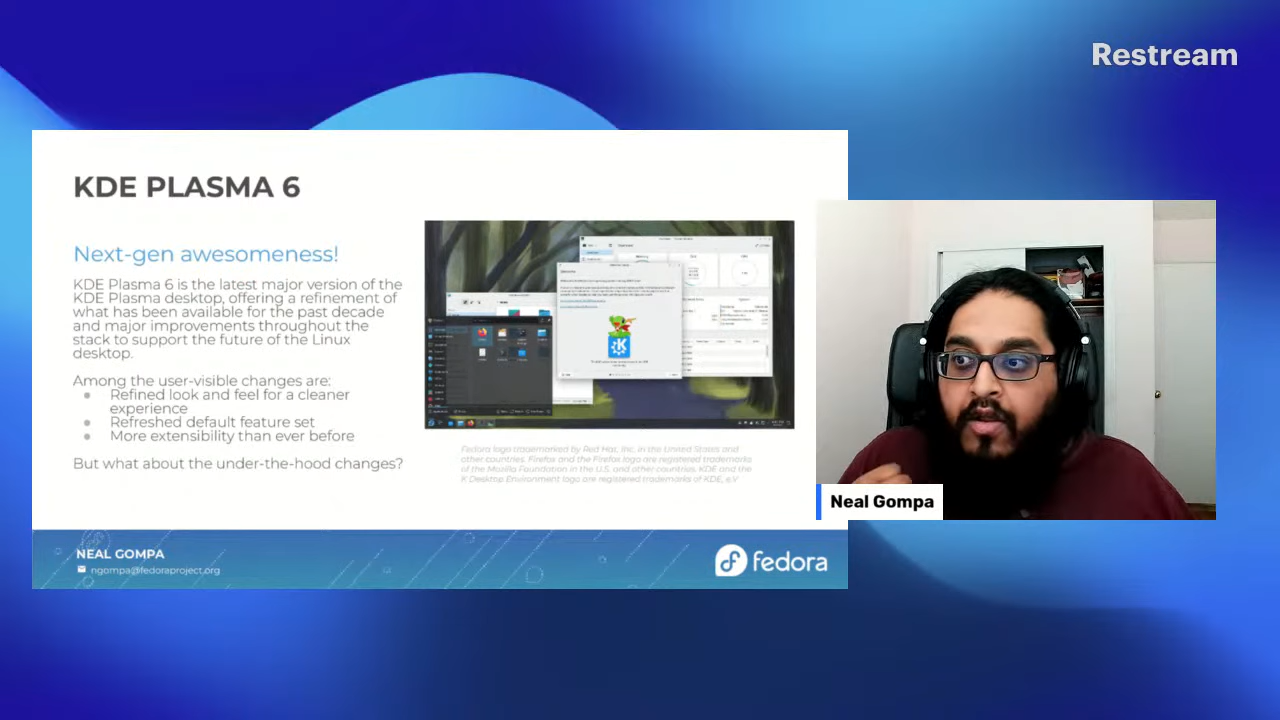 Restream
KDE PLASMA 6
Next-gen awesomeness!
KDE Plasma 6 is the latest major version of the
KDE Plasma desktop, offering a refinement of
what has been available for the past decade
and major improvements throughout the
stack to support the future of the Linux
desktop.
Among the user-visible changes are:
Refined look and feel for a cleaner
experience
Refreshed default feature set
More extensibility than ever before
But what about the under-the-hood changes?
Fedora logo trademarked by Red Hat, Inc. in the United States and
other countries. Firefox and the Firefox logo are registered trademarks
of the Mozilla Foundation in the U.S. and other countries. KDE and the
K Desktop Environment logo are registered trademarks of KDE, e.V
NEAL GOMPA
ngompa@fedoraproject.org
fedora
Neal Gompa